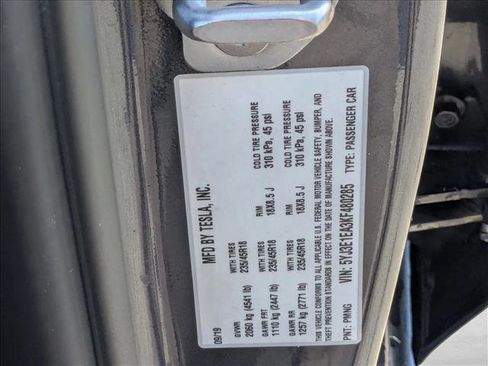 MFD BY TESLA, INC.
09/19
GVWR WITH TIRES RIM COLD TIRE PRESSURE
2060 kg (4541 lb) 235/45R18 18X8.5 J 310 kPa, 45 psi
GAWR FRT WITH TIRES RIM COLD TIRE PRESSURE
1110 kg (2447 lb) 235/45R18 18X8.5 J 310 kPa, 45 psi
GAWR RR
1257 kg (2771 lb)
THIS VEHICLE CONFORMS TO ALL APPLICABLE U.S. FEDERAL MOTOR VEHICLE SAFETY, BUMPER, AND
THEFT PREVENTION STANDARDS IN EFFECT ON THE DATE OF MANUFACTURE SHOWN ABOVE.
VIN: 5YJ3E1EA3KF480285
PNT: PMNG TYPE: PASSENGER CAR